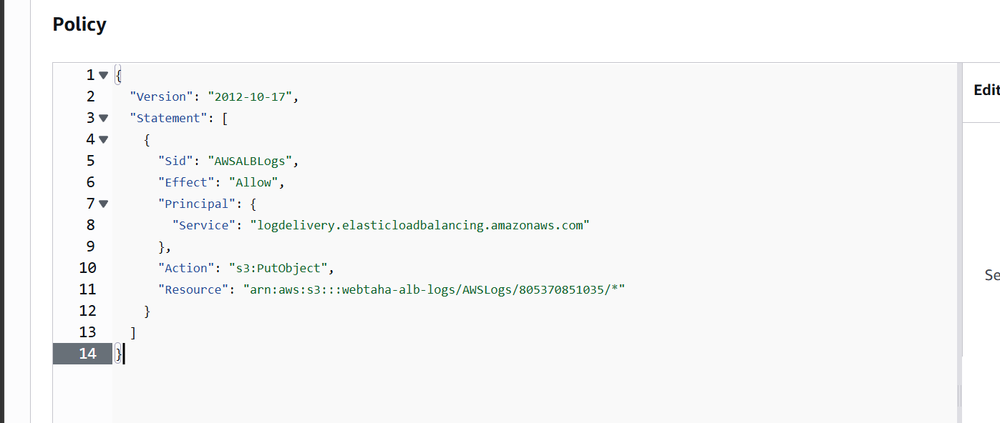 Policy
1 {
2 "Version": "2012-10-17",
3 "Statement": [
4 {
5 "Sid": "AWSALBLogs",
6 "Effect": "Allow",
7 "Principal": {
8 "Service": "logdelivery.elasticloadbalancing.amazonaws.com"
9 },
10 "Action": "s3:PutObject",
11 "Resource": "arn:aws:s3:::webtaha-alb-logs/AWSLogs/805370851035/*"
12 }
13 ]
14 }
Edit
Se